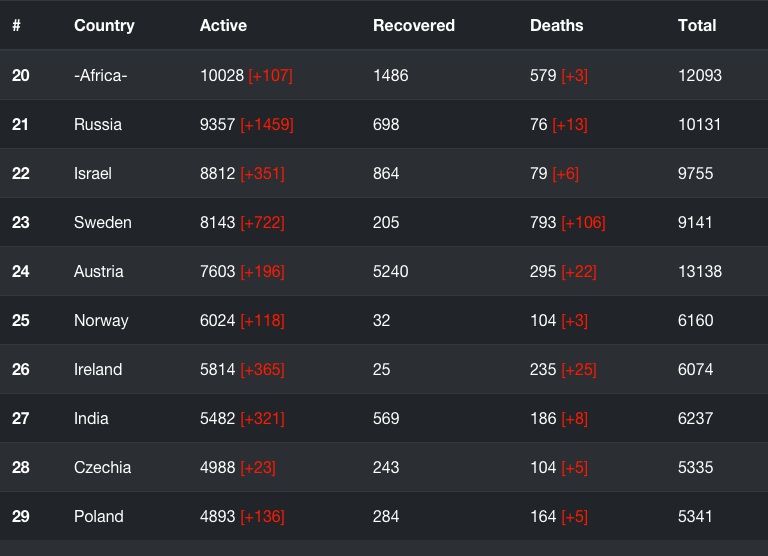 # Country Active Recovered Deaths Total
20 -Africa- 10028 [+107] 1486 579 [+3] 12093
21 Russia 9357 [+1459] 698 76 [+13] 10131
22 Israel 8812 [+351] 864 79 [+6] 9755
23 Sweden 8143 [+722] 205 793 [+106] 9141
24 Austria 7603 [+196] 5240 295 [+22] 13138
25 Norway 6024 [+118] 32 104 [+3] 6160
26 Ireland 5814 [+365] 25 235 [+25] 6074
27 India 5482 [+321] 569 186 [+8] 6237
28 Czechia 4988 [+23] 243 104 [+5] 5335
29 Poland 4893 [+136] 284 164 [+5] 5341